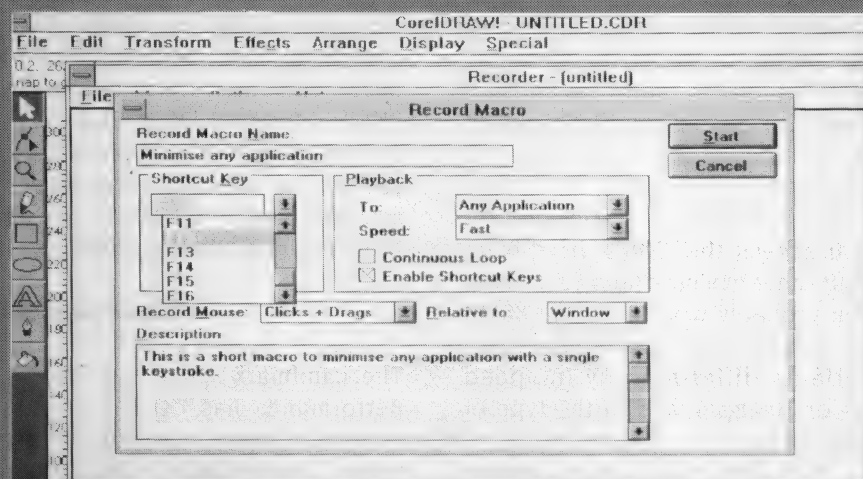 CorelDRAW! - UNTITLED.CDR
File Edit Transform Effects Arrange Display Special
Recorder - (untitled)
File
Record Macro
Record Macro Name:
Minimise any application
Start
Cancel
Shortcut Key
F11
F13
F14
F15
F16
Playback
To: Any Application
Speed: Fast
Continuous Loop
Enable Shortcut Keys
Record Mouse: Clicks + Drags Relative to: Window
Description
This is a short macro to minimise any application with a single
keystroke.